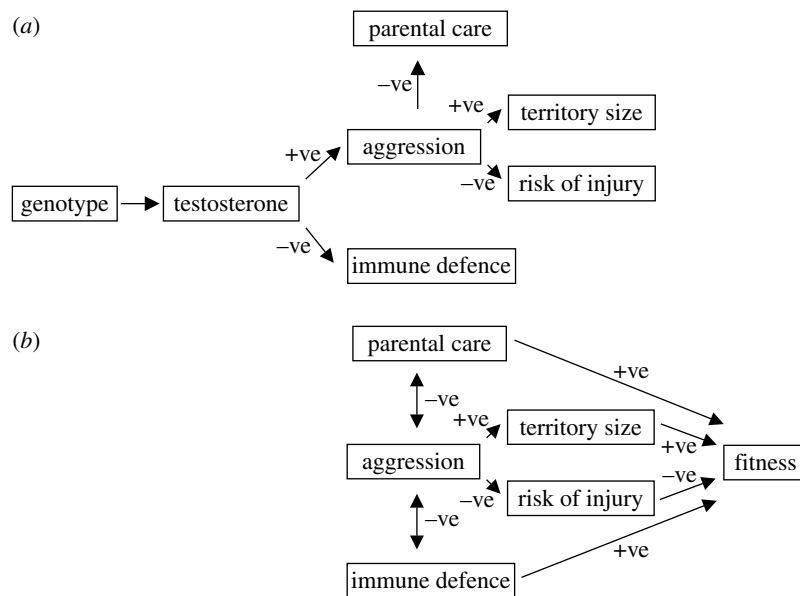 (a)
parental care
–ve
+ve
territory size
+ve
aggression
–ve
risk of injury
genotype
testosterone
–ve
immune defence
(b)
parental care
+ve
–ve
+ve
territory size
+ve
aggression
fitness
–ve
–ve
risk of injury
–ve
+ve
immune defence